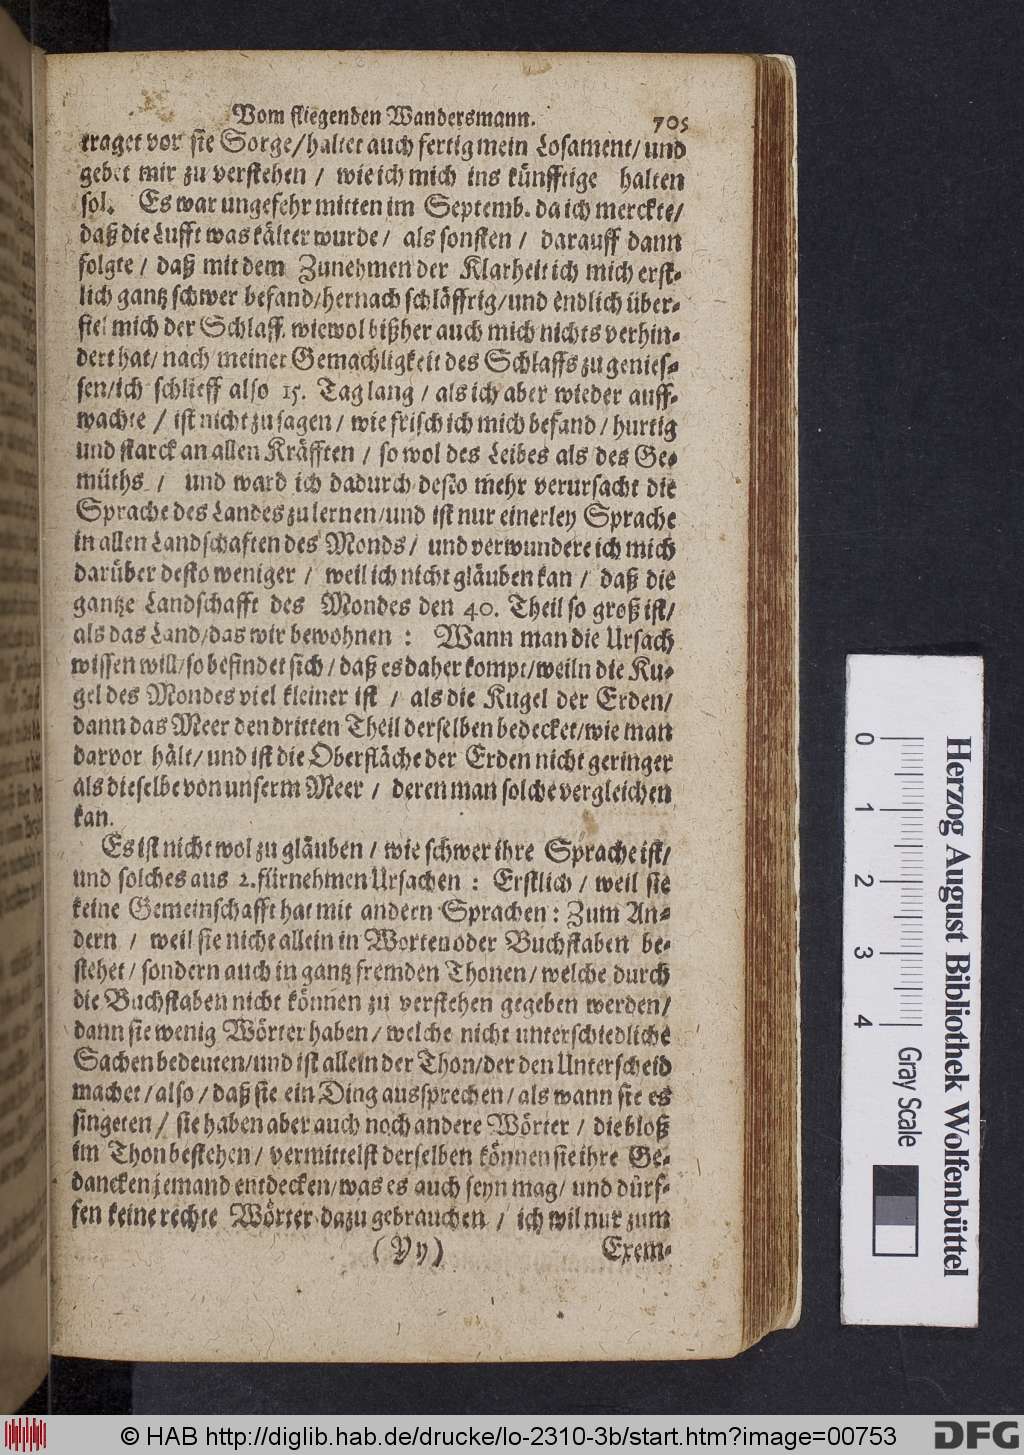 Vom fliegenden Wandersmann. 705
traget vor sie Sorge/haltet auch fertig mein Losament/und
gebet mir zu verstehen / wie ich mich ins künfftige halten
sol. Es war ungefehr mitten im Septemb. da ich merckte/
daß die Lufft was kälter wurde / als sonsten / darauff dann
folgte / daß mit dem Zunehmen der Klarheit ich mich erst-
lich gantz schwer befand/hernach schläffrig/und endlich über-
fiel mich der Schlaff. wiewol bißher auch mich nichts verhin-
dert hat/ nach meiner Gemachligkeit des Schlaffs zu genies-
sen/ich schlieff also 15. Tag lang / als ich aber wieder auff-
wachte / ist nicht zu sagen / wie frisch ich mich befand / hurtig
und starck an allen Kräfften / so wol des Leibes als des Ge-
müths / und ward ich dadurch desto mehr verursacht die
Sprache des Landes zu lernen/und ist nur einerley Sprache
in allen Landschaften des Monds / und verwundere ich mich
darüber desto weniger / weil ich nicht gläuben kan / daß die
gantze Landschafft des Mondes den 40. Theil so groß ist/
als das Land/das wir bewohnen : Wann man die Ursach
wissen will/so befindet sich / daß es daher kompt/weiln die Ku-
gel des Mondes viel kleiner ist / als die Kugel der Erden/
dann das Meer den dritten Theil derselben bedecket/wie man
darvor hält/ und ist die Oberfläche der Erden nicht geringer
als dieselbe von unserm Meer / deren man solche vergleichen
kan.
Es ist nicht wol zu gläuben / wie schwer ihre Sprache ist/
und solches aus 2. fürnehmen Ursachen : Erstlich / weil sie
keine Gemeinschafft hat mit andern Sprachen : Zum An-
dern / weil sie nicht allein in Worten oder Buchstaben be-
stehet/ sondern auch in gantz fremden Thonen/welche durch
die Buchstaben nicht können zu verstehen gegeben werden/
dann sie wenig Wörter haben/ welche nicht unterschiedliche
Sachen bedeuten/und ist allein der Thon/der den Unterscheid
machet/also/ daß sie ein Ding aussprechen/als wann sie es
singeten / sie haben aber auch noch andere Wörter / die bloß
im Thon bestehen/ vermittelst derselben können sie ihre Ge-
dancken jemand entdecken/was es auch seyn mag/ und dürf-
fen keine rechte Wörter dazu gebrauchen / ich wil nur zum
(Yy) Exem-
0 1 2 3 4
Gray Scale
Herzog August Bibliothek Wolfenbüttel
© HAB http://diglib.hab.de/drucke/lo-2310-3b/start.htm?image=00753
DFG